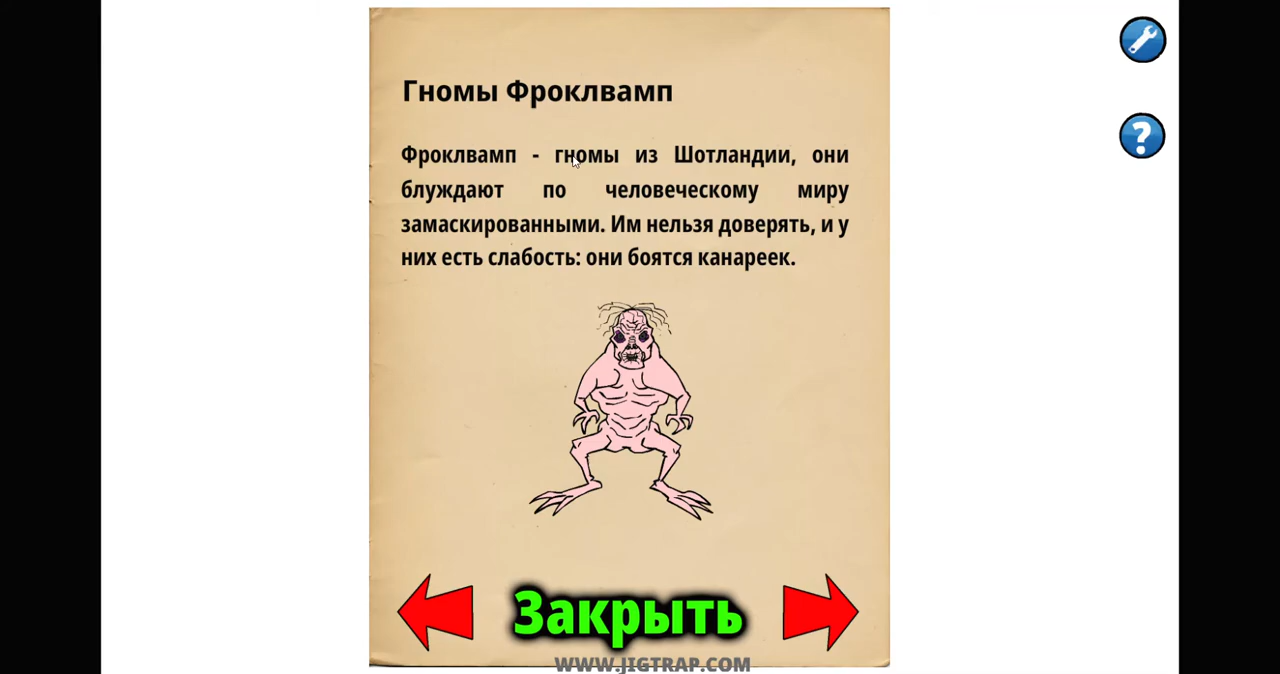 Гномы Фроклвамп
Фроклвамп - гномы из Шотландии, они
блуждают по человеческому миру
замаскированными. Им нельзя доверять, и у
них есть слабость: они боятся канареек.
Закрыть
WWW.JIGTRAP.COM
?